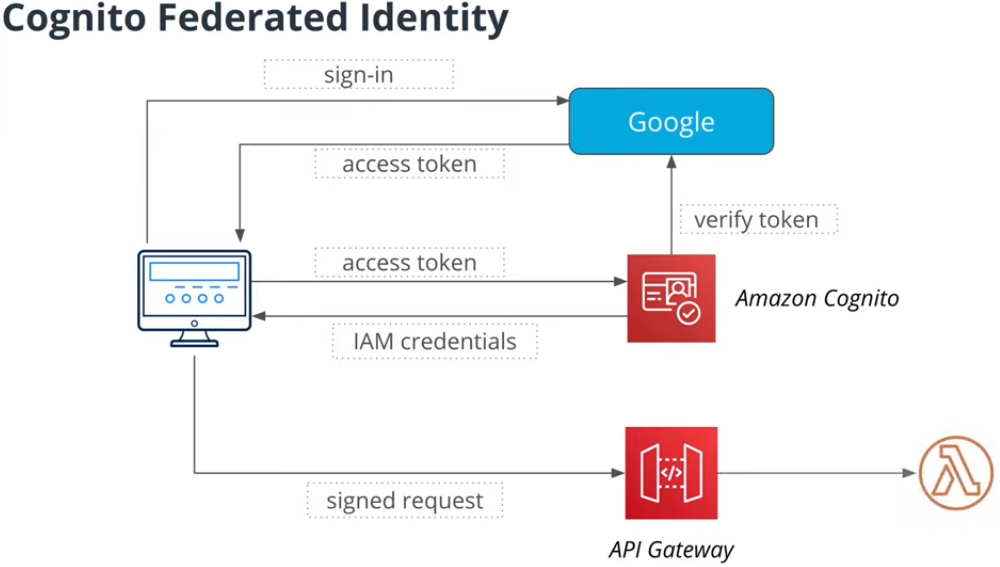 Cognito Federated Identity
sign-in
Google
access token
verify token
access token
Amazon Cognito
IAM credentials
</>
signed request
API Gateway